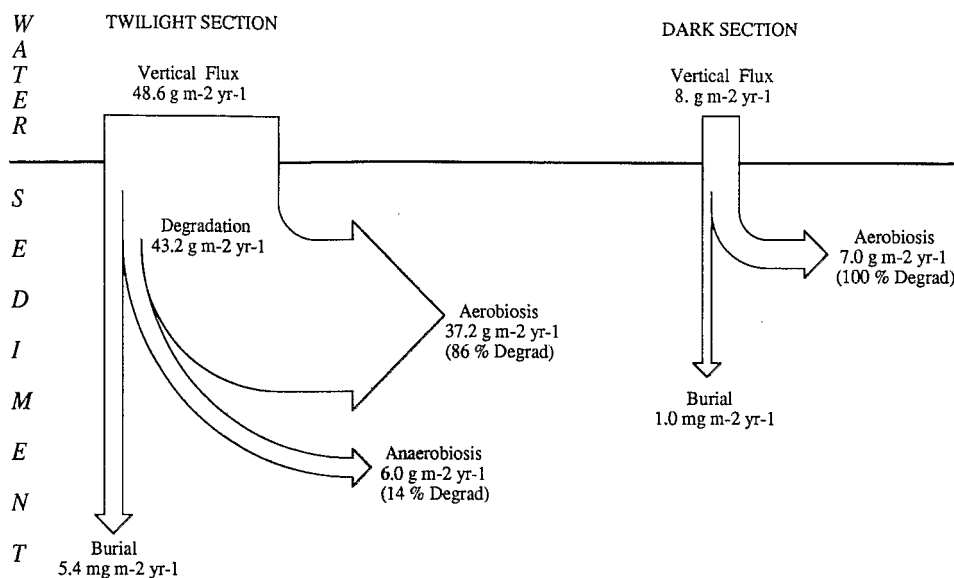 W
A
T
E
R
TWILIGHT SECTION
Vertical Flux
48.6 g m-2 yr-1
DARK SECTION
Vertical Flux
8. g m-2 yr-1
S
E
D
I
M
E
N
T
Degradation
43.2 g m-2 yr-1
Aerobiosis
37.2 g m-2 yr-1
(86 % Degrad)
Anaerobiosis
6.0 g m-2 yr-1
(14 % Degrad)
Burial
5.4 mg m-2 yr-1
Aerobiosis
7.0 g m-2 yr-1
(100 % Degrad)
Burial
1.0 mg m-2 yr-1